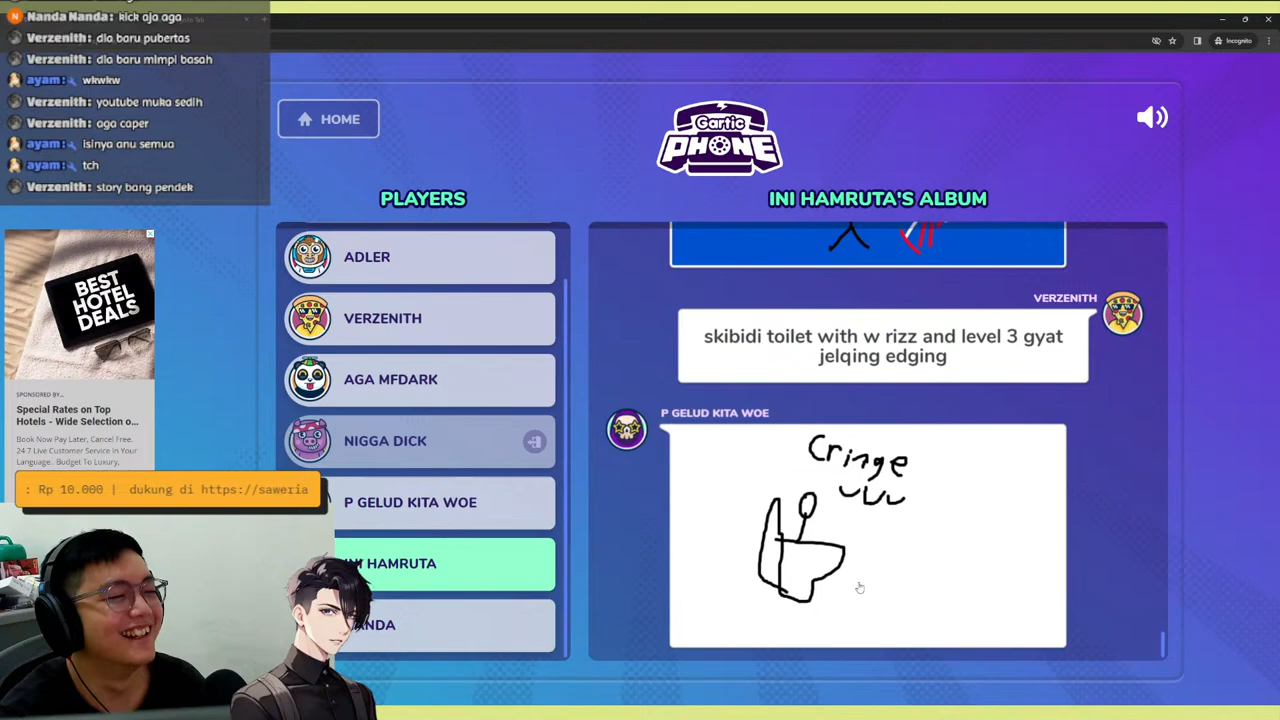 Nanda Nanda: kick aja aga
Verzenith: dia baru pubertas
Verzenith: dia baru mimpi basah
ayam: wkwkw
Verzenith: youtube muka sedih
Verzenith: aga caper
ayam: isinya anu semua
ayam: tch
Verzenith: story bang pendek
Incognito
HOME
Gartic
PHONE
PLAYERS
ADLER
VERZENITH
AGA MFDARK
NIGGA DICK
P GELUD KITA WOE
INI HAMRUTA
NANDA
INI HAMRUTA'S ALBUM
VERZENITH
skibidi toilet with w rizz and level 3 gyat
jelqing edging
P GELUD KITA WOE
Cringe
BEST
HOTEL
DEALS
SPONSORED BY...
Special Rates on Top
Hotels - Wide Selection o...
Book Now Pay Later, Cancel Free.
24 7 Live Customer Service In Your
Language.. Budget To Luxury,
: Rp 10.000 | dukung di https://saweria